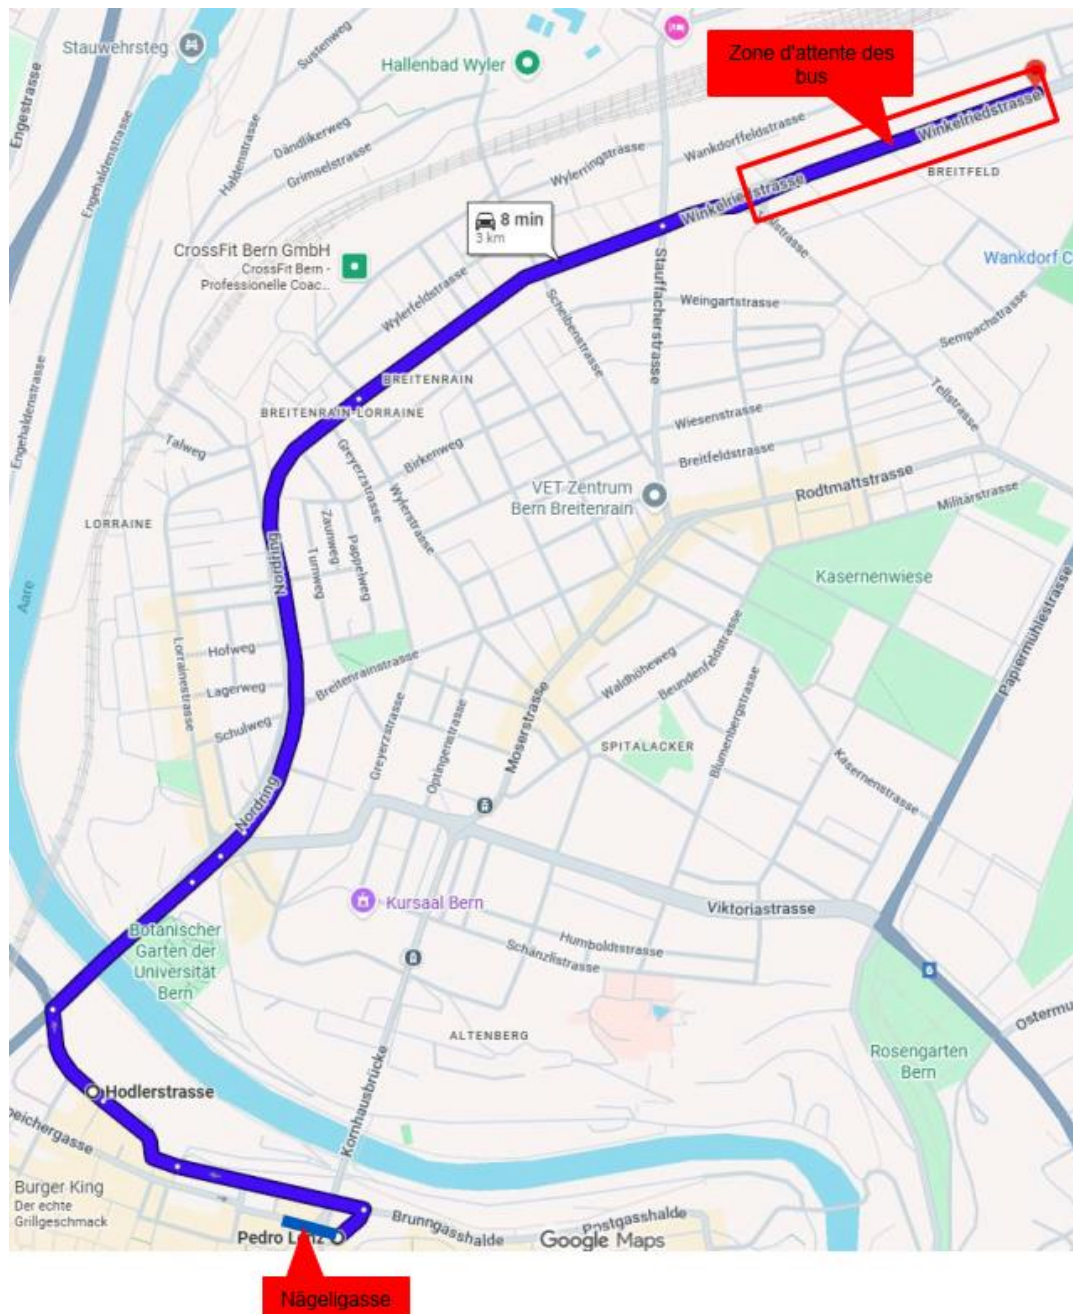 Stauwehrsteg
Sustenweg
Hallenbad Wyler
Zone d'attente des
bus
Engestrasse
Engehaldenstrasse
Haldenstrasse
Dändlikerweg
Grimselstrasse
Wylerringstrasse
Wankdorffeldstrasse
Winkelriedstrasse
BREITFELD
Winkelriedstrasse
8 min
3 km
CrossFit Bern GmbH
CrossFit Bern -
Professionelle Coac...
Wankdorf C
Stauffacherstrasse
Weingartstrasse
Sempachstrasse
Scheibenstrasse
Wylerfeldstrasse
Engehaldenstrasse
BREITENRAIN
BREITENRAIN-LORRAINE
Tellstrasse
Wiesenstrasse
Talweg
Greyerzstrasse
Birkenweg
Wylerstrasse
Breitfeldstrasse
Rodtmattstrasse
Militärstrasse
VET Zentrum
Bern Breitenrain
LORRAINE
Zaunweg
Pappelweg
Turnweg
Nordring
Aare
Kasernenwiese
Papiermühlestrasse
Lorrainestrasse
Hofweg
Lagerweg
Schulweg
Breitenrainstrasse
Waldhöheweg
Beundenfeldstrasse
Greyerzstrasse
Optingenstrasse
Moserstrasse
SPITALACKER
Blumenbergstrasse
Kasernenstrasse
Nordring
Kursaal Bern
Viktoriastrasse
Botanischer
Garten der
Universität
Bern
Humboldtstrasse
Schänzlistrasse
6
ALTENBERG
Ostermu
Rosengarten
Bern
Kornhausbrücke
Hodlerstrasse
peichergasse
Burger King
Der echte
Grillgeschmack
Pedro Lenz
Brunngasshalde
Postgasshalde
Google Maps
Nägeligasse